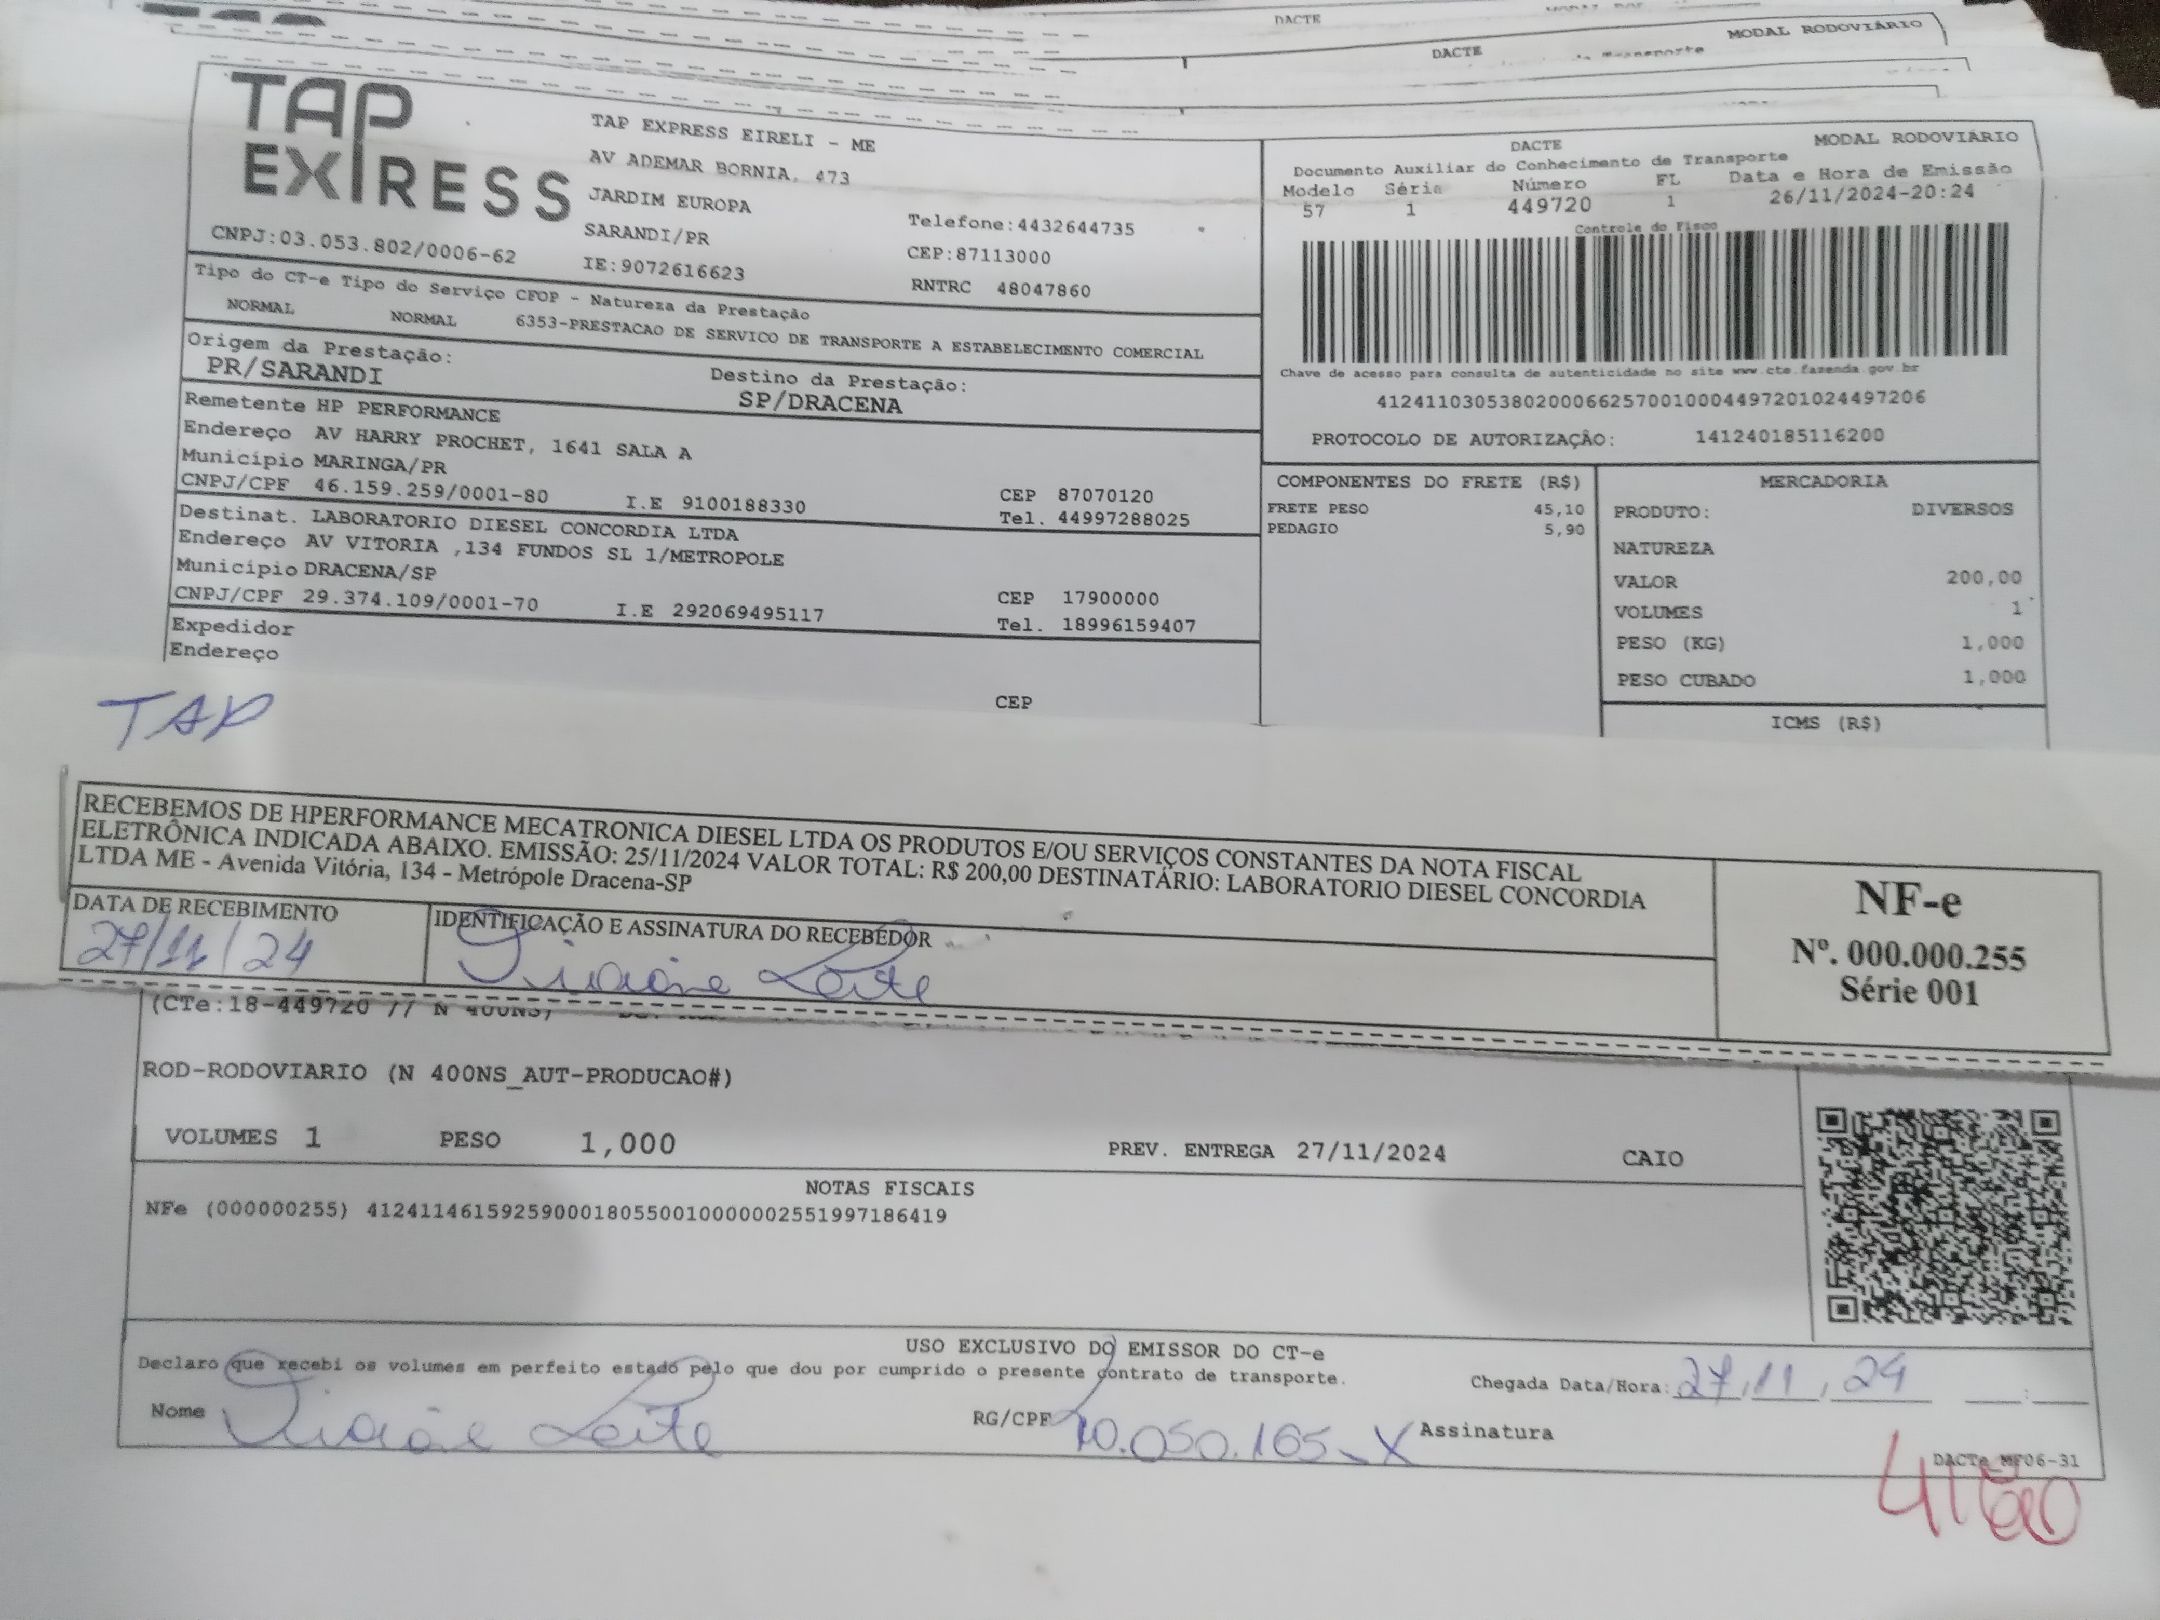 DACTE
DACTE
MODAL RODOVIÁRIO
TAP
EXPRESS
TAP EXPRESS EIRELI - ME
AV ADEMAR BORNIA, 473
JARDIM EUROPA
SARANDI/PR
Telefone:4432644735
CNPJ:03.053.802/0006-62
IE:9072616623
CEP:87113000
RNTRC 48047860
DACTE
MODAL RODOVIÁRIO
Documento Auxiliar do Conhecimento de Transporte
Modelo Séria Número FL Data e Hora de Emissão
57 1 449720 1 26/11/2024-20:24
Controle do Fisco
Chave de acesso para consulta de autenticidade no site www.cte.fazenda.gov.br
41241103053802000662570010004497201024497206
PROTOCOLO DE AUTORIZAÇÃO: 141240185116200
Tipo do CT-e Tipo do Serviço CFOP - Natureza da Prestação
NORMAL NORMAL 6353-PRESTACAO DE SERVICO DE TRANSPORTE A ESTABELECIMENTO COMERCIAL
Origem da Prestação: Destino da Prestação:
PR/SARANDI SP/DRACENA
Remetente HP PERFORMANCE
Endereço AV HARRY PROCHET, 1641 SALA A
Município MARINGA/PR CEP 87070120
CNPJ/CPF 46.159.259/0001-80 I.E 9100188330 Tel. 44997288025
Destinat. LABORATORIO DIESEL CONCORDIA LTDA
Endereço AV VITORIA ,134 FUNDOS SL 1/METROPOLE
Município DRACENA/SP CEP 17900000
CNPJ/CPF 29.374.109/0001-70 I.E 292069495117 Tel. 18996159407
Expedidor
Endereço
CEP
COMPONENTES DO FRETE (R$)
FRETE PESO 45,10
PEDAGIO 5,90
MERCADORIA
PRODUTO: DIVERSOS
NATUREZA
VALOR 200,00
VOLUMES 1
PESO (KG) 1,000
PESO CUBADO 1,000
ICMS (R$)
TAP
RECEBEMOS DE HPERFORMANCE MECATRONICA DIESEL LTDA OS PRODUTOS E/OU SERVIÇOS CONSTANTES DA NOTA FISCAL
ELETRÔNICA INDICADA ABAIXO. EMISSÃO: 25/11/2024 VALOR TOTAL: R$ 200,00 DESTINATÁRIO: LABORATORIO DIESEL CONCORDIA
LTDA ME - Avenida Vitória, 134 - Metrópole Dracena-SP
DATA DE RECEBIMENTO IDENTIFICAÇÃO E ASSINATURA DO RECEBEDOR
27/11/24
Leite
NF-e
Nº. 000.000.255
Série 001
(CTe:18-449720 // N 400NS)
ROD-RODOVIARIO (N 400NS_AUT-PRODUCAO#)
VOLUMES 1 PESO 1,000 PREV. ENTREGA 27/11/2024 CAIO
NOTAS FISCAIS
NFe (000000255) 41241146159259000180550010000002551997186419
USO EXCLUSIVO DO EMISSOR DO CT-e
Declaro que recebi os volumes em perfeito estado pelo que dou por cumprido o presente contrato de transporte.
Chegada Data/Hora: 27,11,24
Nome Leite RG/CPF 40.050.165-X Assinatura
DACTe_MF06-31